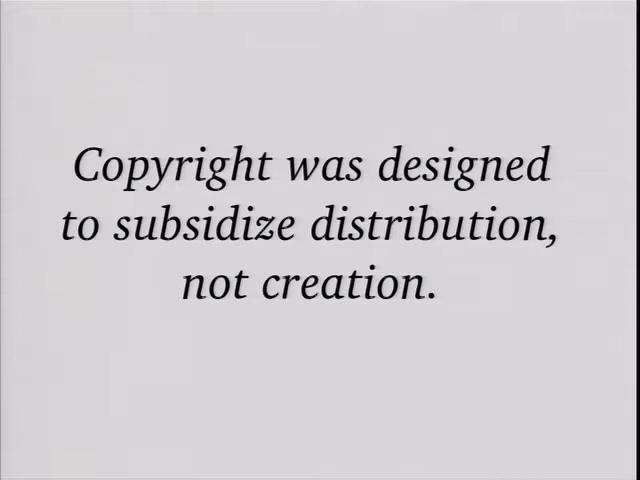 Copyright was designed
to subsidize distribution,
not creation.